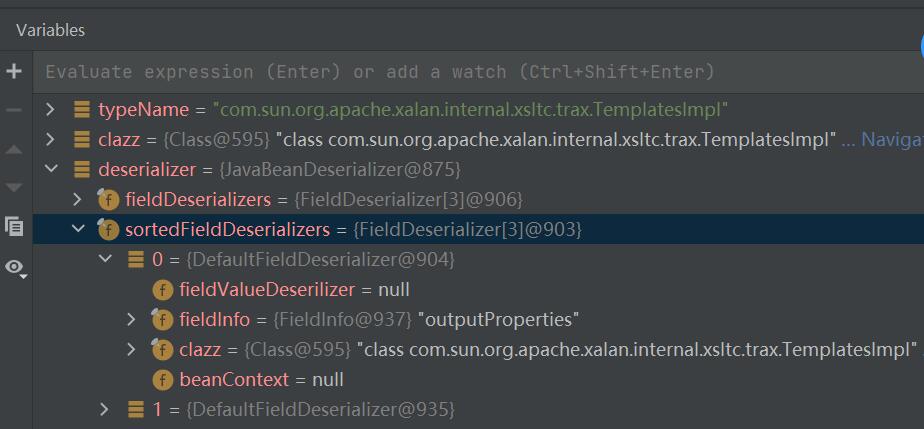 Variables
Evaluate expression (Enter) or add a watch (Ctrl+Shift+Enter)
typeName = "com.sun.org.apache.xalan.internal.xsltc.trax.TemplatesImpl"
clazz = {Class@595} "class com.sun.org.apache.xalan.internal.xsltc.trax.TemplatesImpl" ... Navigat
deserializer = {JavaBeanDeserializer@875}
fieldDeserializers = {FieldDeserializer[3]@906}
sortedFieldDeserializers = {FieldDeserializer[3]@903}
0 = {DefaultFieldDeserializer@904}
fieldValueDeserilizer = null
fieldInfo = {FieldInfo@937} "outputProperties"
clazz = {Class@595} "class com.sun.org.apache.xalan.internal.xsltc.trax.TemplatesImpl"
beanContext = null
1 = {DefaultFieldDeserializer@935}